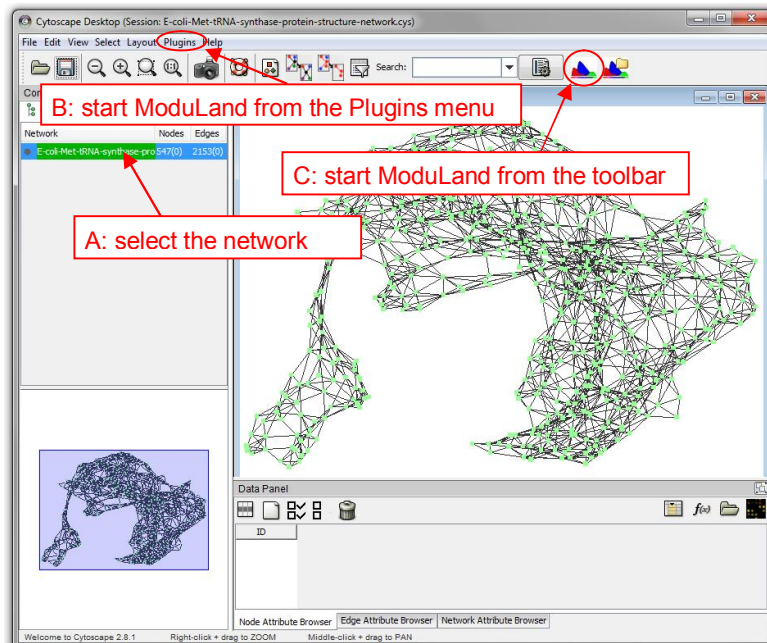 Cytoscape Desktop (Session: E-coli-Met-tRNA-synthase-protein-structure-network.cys)
File Edit View Select Layout Plugins Help
Search:
B: start ModuLand from the Plugins menu
Network Nodes Edges
E-coli-Met-tRNA-synthase-pro 547(0) 2153(0)
C: start ModuLand from the toolbar
A: select the network
Data Panel
f(x)
ID
Node Attribute Browser Edge Attribute Browser Network Attribute Browser
Welcome to Cytoscape 2.8.1 Right-click + drag to ZOOM Middle-click + drag to PAN